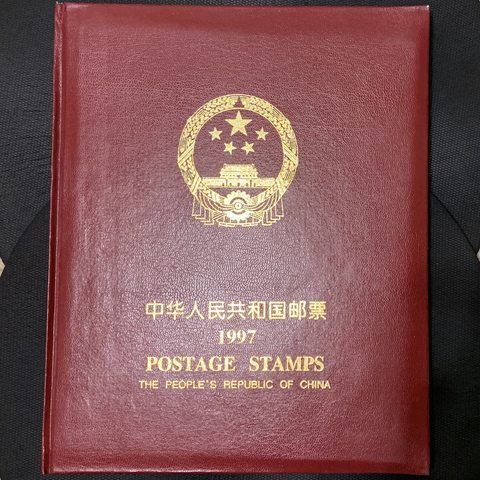 中华人民共和国邮票
1997
POSTAGE STAMPS
THE PEOPLE'S REPUBLIC OF CHINA